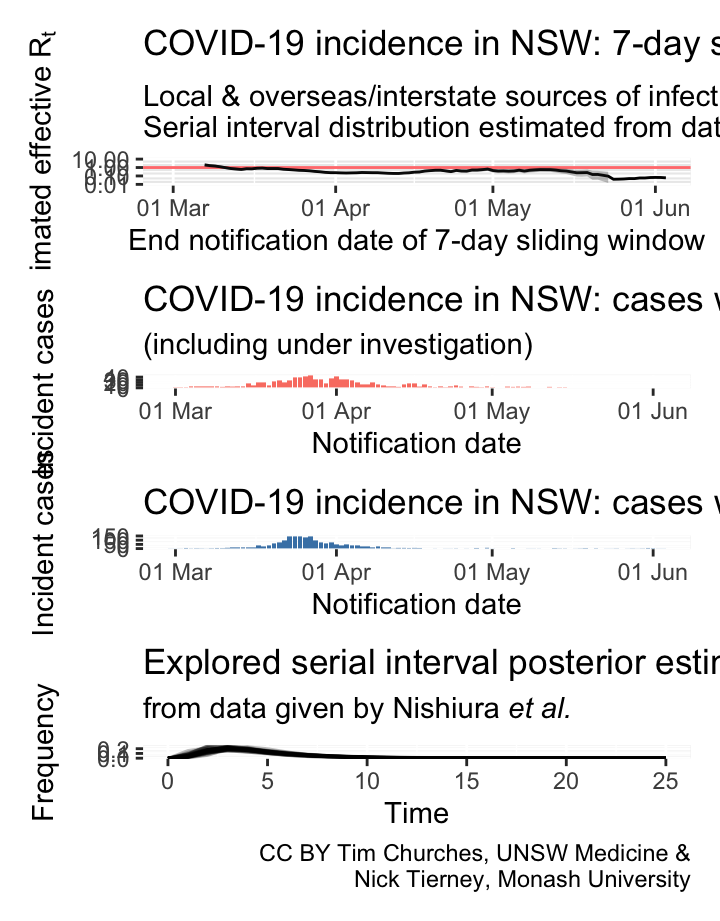 COVID-19 incidence in NSW: 7-day s
Local & overseas/interstate sources of infect
Serial interval distribution estimated from dat
imated effective Rt
10.00
0.01
01 Mar 01 Apr 01 May 01 Jun
End notification date of 7-day sliding window
COVID-19 incidence in NSW: cases w
(including under investigation)
Incident cases
01 Mar 01 Apr 01 May 01 Jun
Notification date
COVID-19 incidence in NSW: cases w
Incident cases
150
0
01 Mar 01 Apr 01 May 01 Jun
Notification date
Explored serial interval posterior estim
from data given by Nishiura et al.
Frequency
0.0
0 5 10 15 20 25
Time
CC BY Tim Churches, UNSW Medicine &
Nick Tierney, Monash University